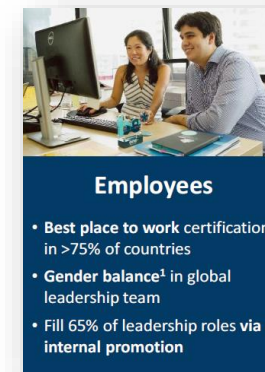 Employees
• Best place to work certification
in >75% of countries
• Gender balance¹ in global
leadership team
• Fill 65% of leadership roles via
internal promotion